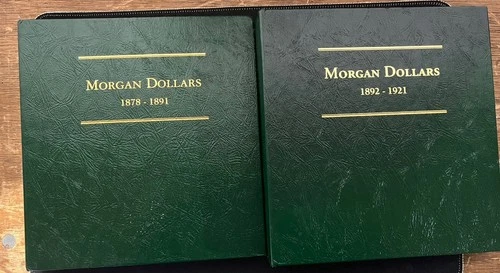 MORGAN DOLLARS
1878 - 1891
MORGAN DOLLARS
1892 - 1921